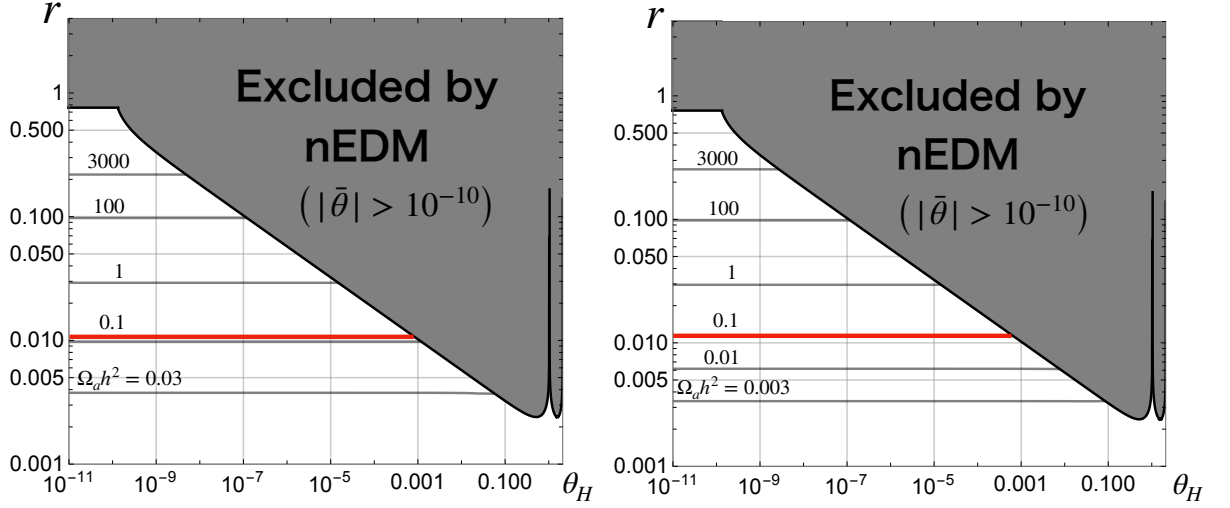 r
1
0.500
0.100
0.050
0.010
0.005
0.001
Excluded by
nEDM
(|θ̄| > 10⁻¹⁰)
3000
100
1
0.1
Ωₐh² = 0.03
10⁻¹¹ 10⁻⁹ 10⁻⁷ 10⁻⁵ 0.001 0.100 θ_H
r
1
0.500
0.100
0.050
0.010
0.005
0.001
Excluded by
nEDM
(|θ̄| > 10⁻¹⁰)
3000
100
1
0.1
0.01
Ωₐh² = 0.003
10⁻¹¹ 10⁻⁹ 10⁻⁷ 10⁻⁵ 0.001 0.100 θ_H